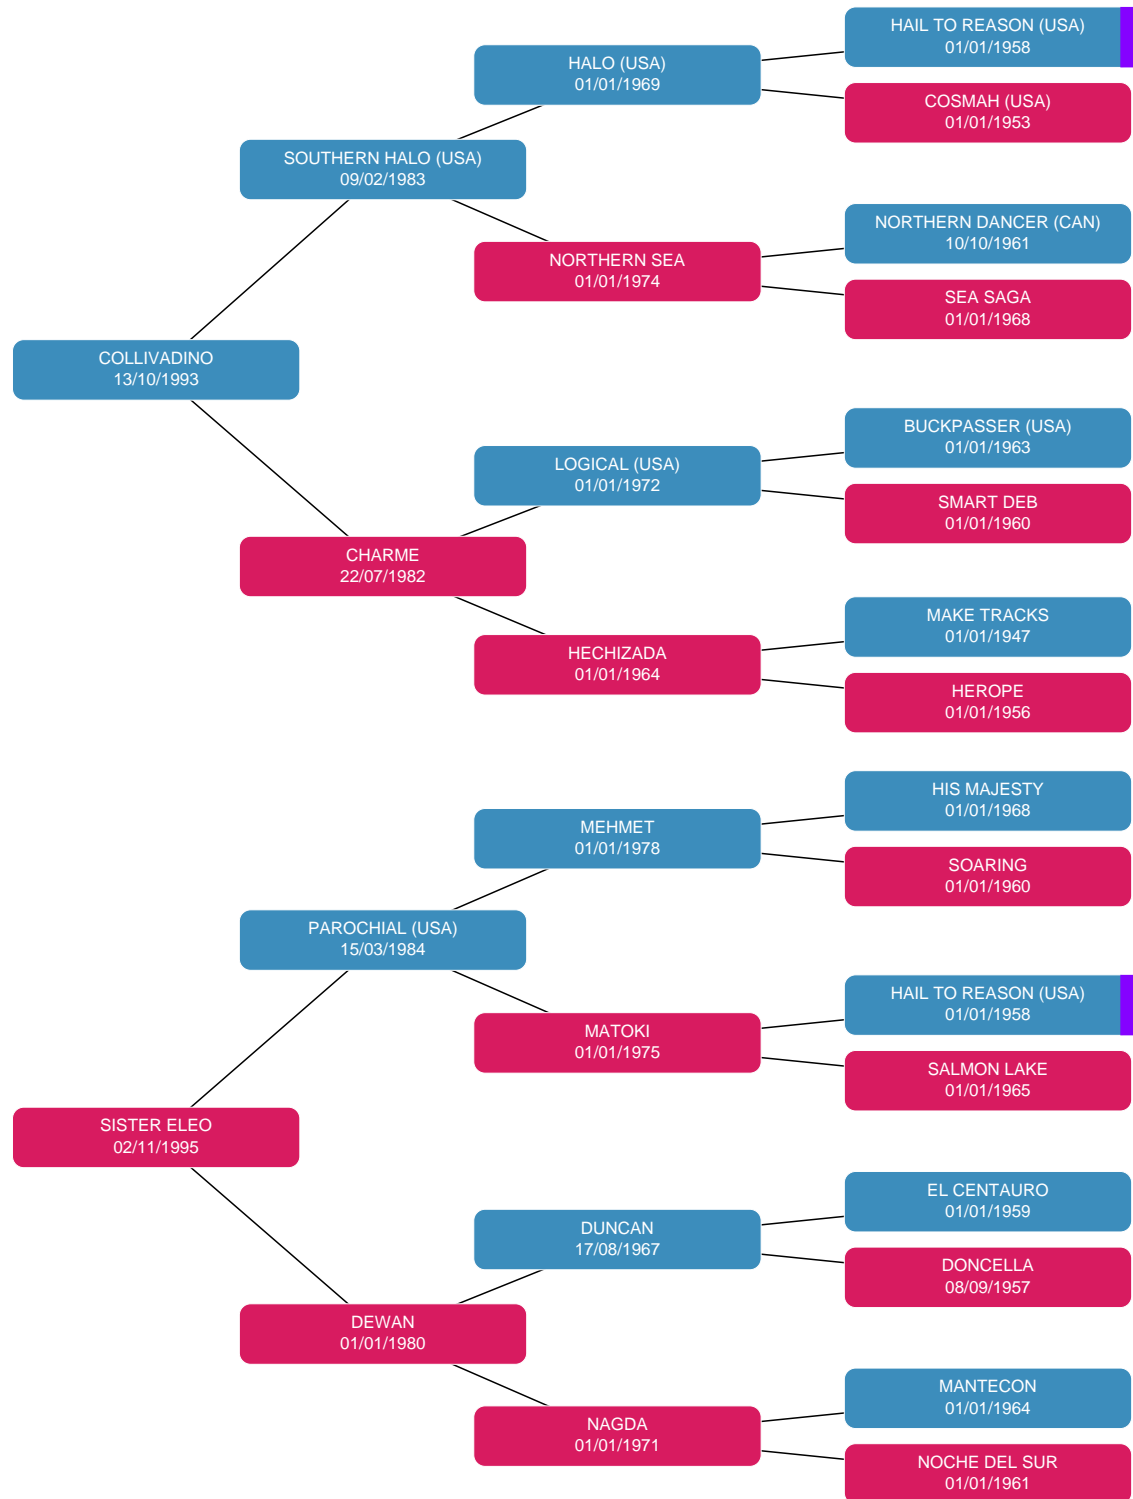 HAIL TO REASON (USA)
01/01/1958
HALO (USA)
01/01/1969
COSMAH (USA)
01/01/1953
SOUTHERN HALO (USA)
09/02/1983
NORTHERN DANCER (CAN)
10/10/1961
NORTHERN SEA
01/01/1974
SEA SAGA
01/01/1968
COLLIVADINO
13/10/1993
BUCKPASSER (USA)
01/01/1963
LOGICAL (USA)
01/01/1972
SMART DEB
01/01/1960
CHARME
22/07/1982
MAKE TRACKS
01/01/1947
HECHIZADA
01/01/1964
HEROPE
01/01/1956
HIS MAJESTY
01/01/1968
MEHMET
01/01/1978
SOARING
01/01/1960
PAROCHIAL (USA)
15/03/1984
HAIL TO REASON (USA)
01/01/1958
MATOKI
01/01/1975
SALMON LAKE
01/01/1965
SISTER ELEO
02/11/1995
EL CENTAURO
01/01/1959
DUNCAN
17/08/1967
DONCELLA
08/09/1957
DEWAN
01/01/1980
MANTECON
01/01/1964
NAGDA
01/01/1971
NOCHE DEL SUR
01/01/1961